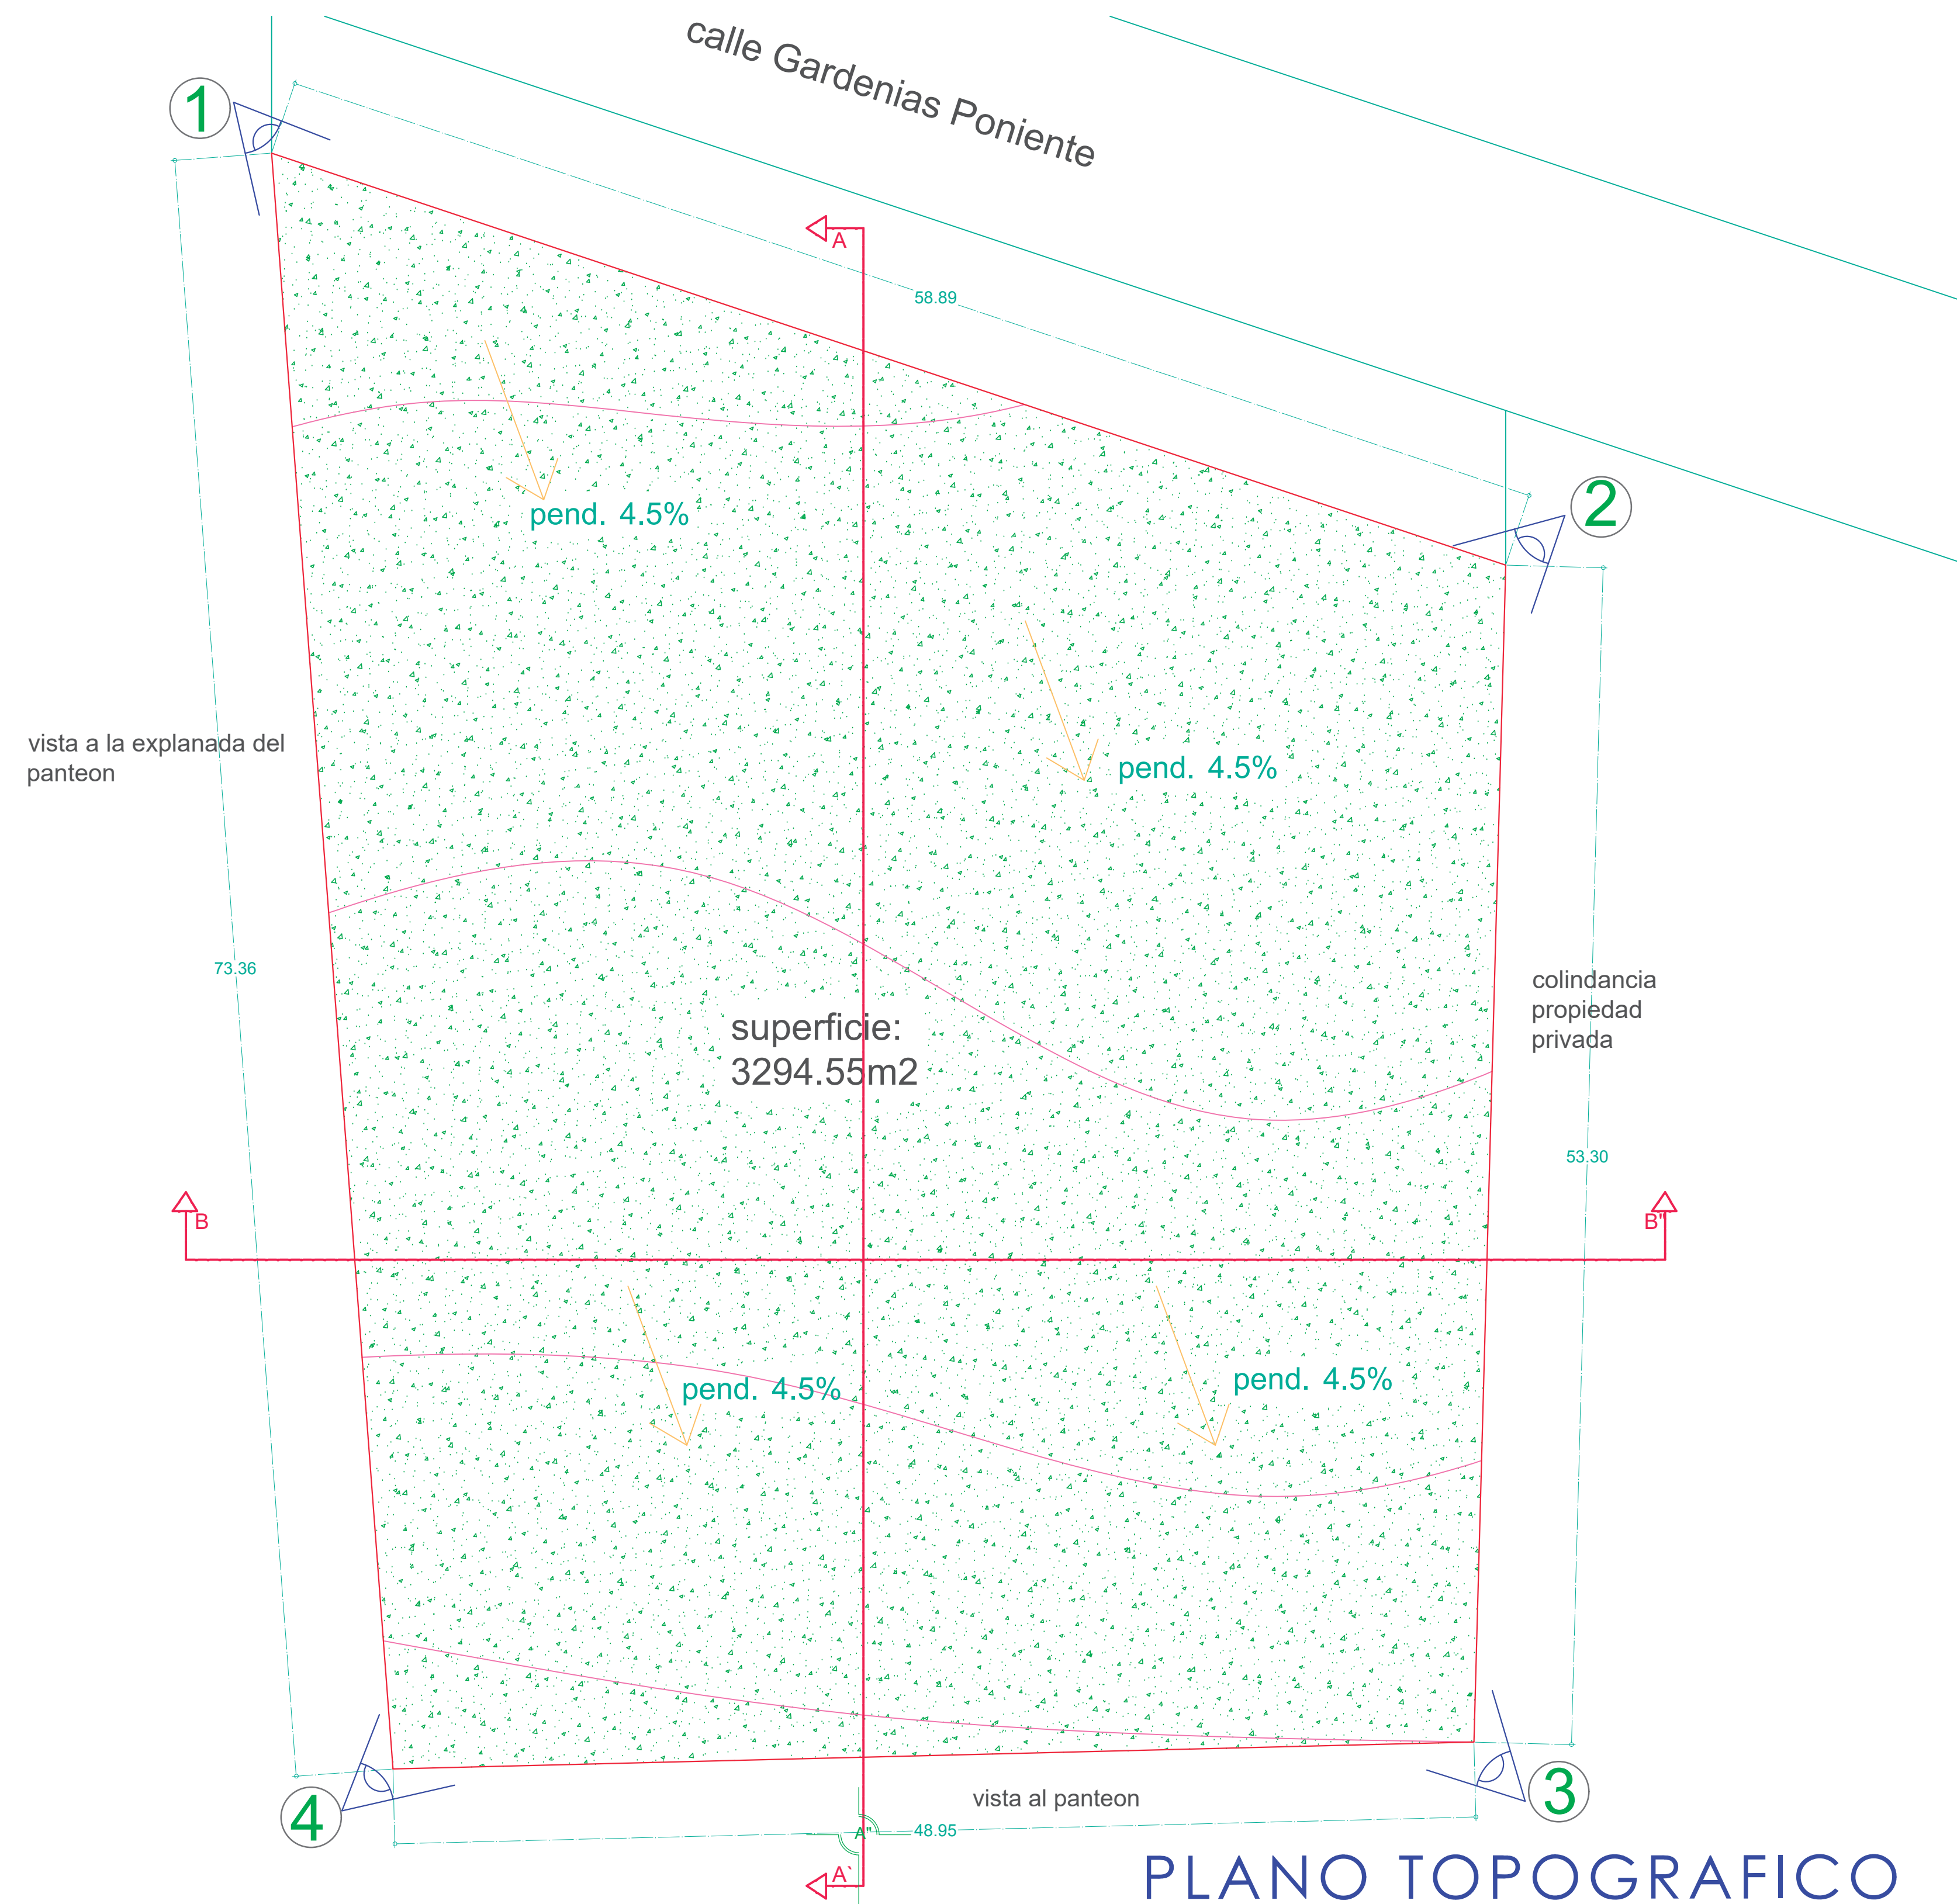 calle Gardenias Poniente
1
A
58.89
2
pend. 4.5%
vista a la explanada del
panteon
pend. 4.5%
73.36
colindancia
propiedad
privada
superficie:
3294.55m2
53.30
B
B"
pend. 4.5%
pend. 4.5%
4
3
vista al panteon
A"
48.95
A`
PLANO TOPOGRAFICO